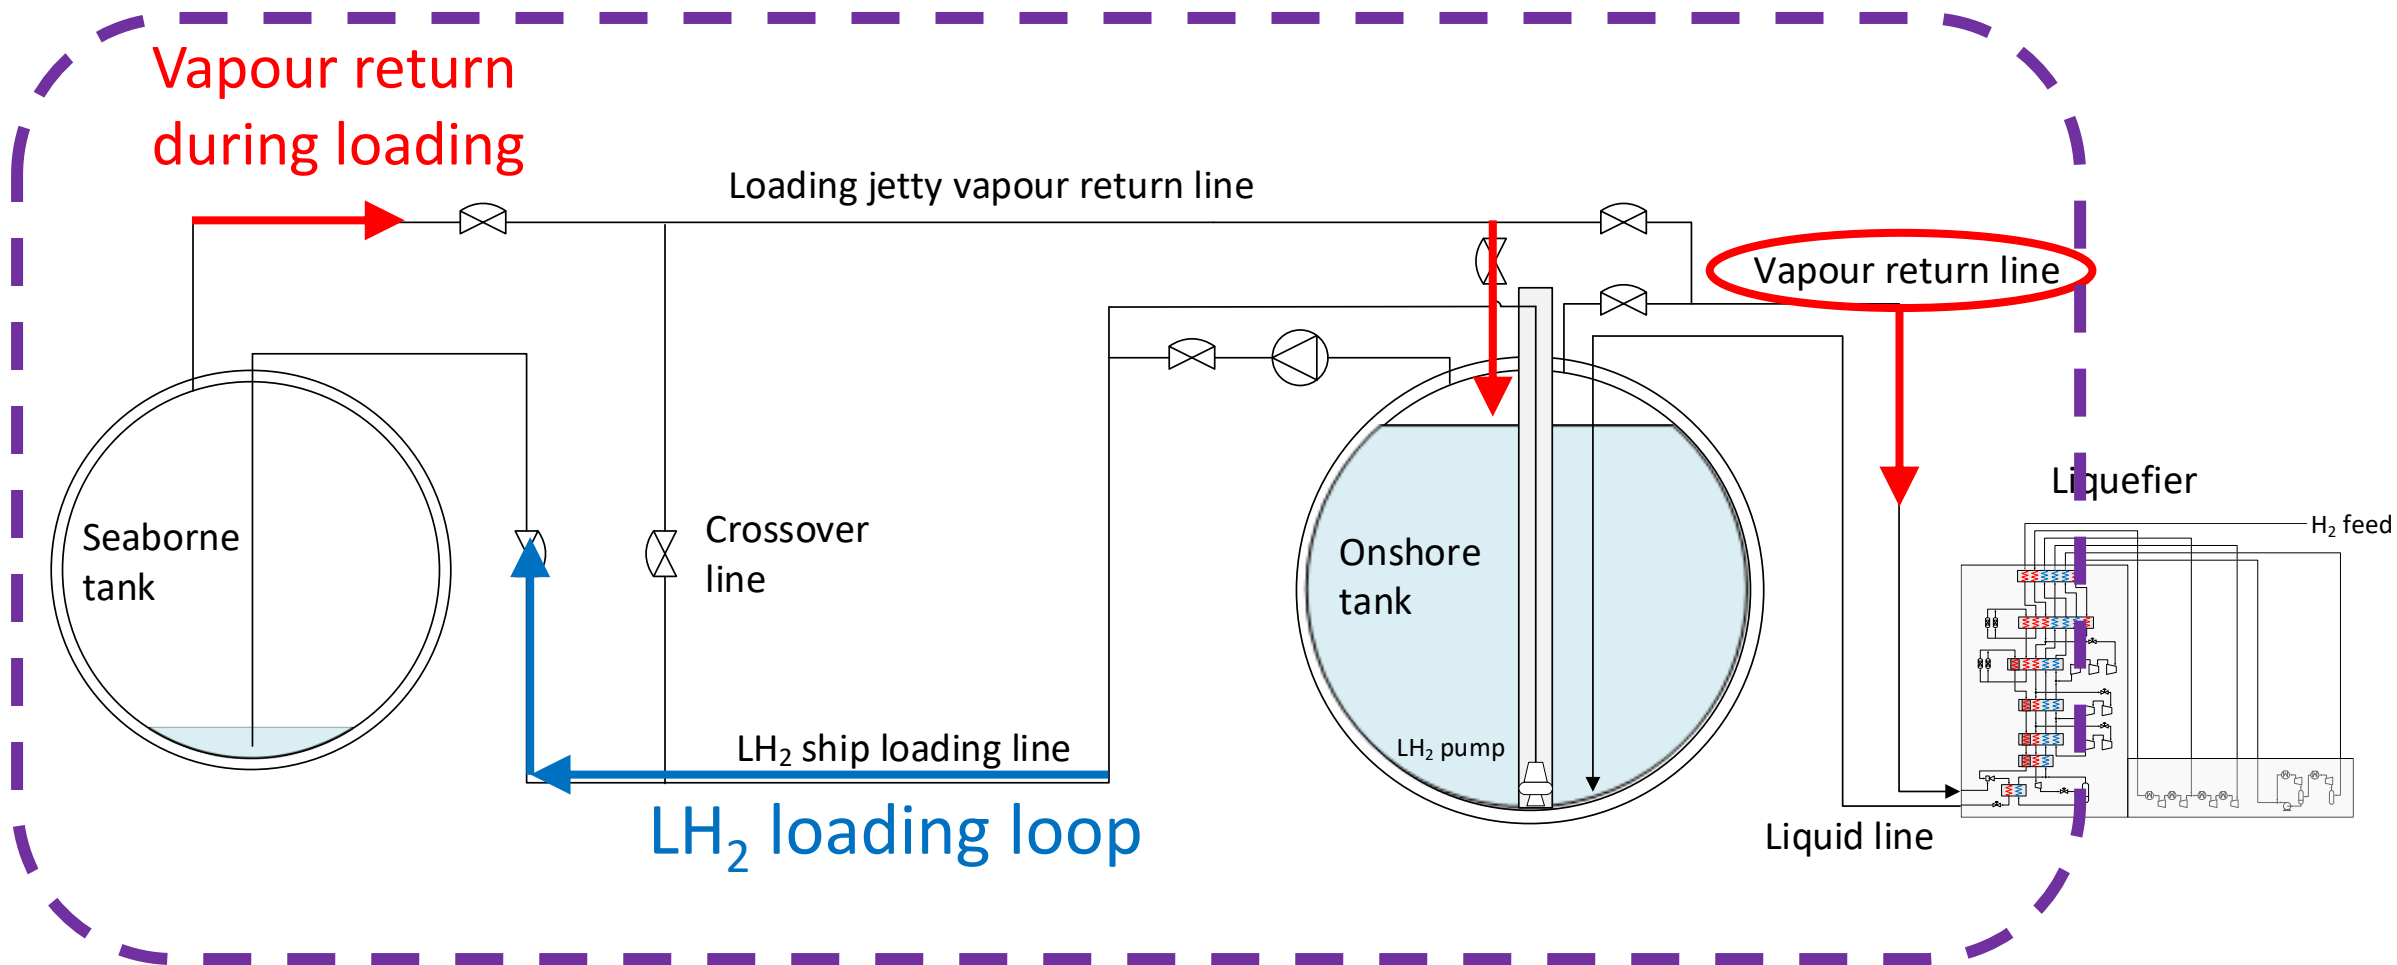 Vapour return
during loading
Loading jetty vapour return line
Vapour return line
Liquefier
H₂ feed
Seaborne
tank
Crossover
line
Onshore
tank
LH₂ pump
LH₂ ship loading line
LH₂ loading loop
Liquid line